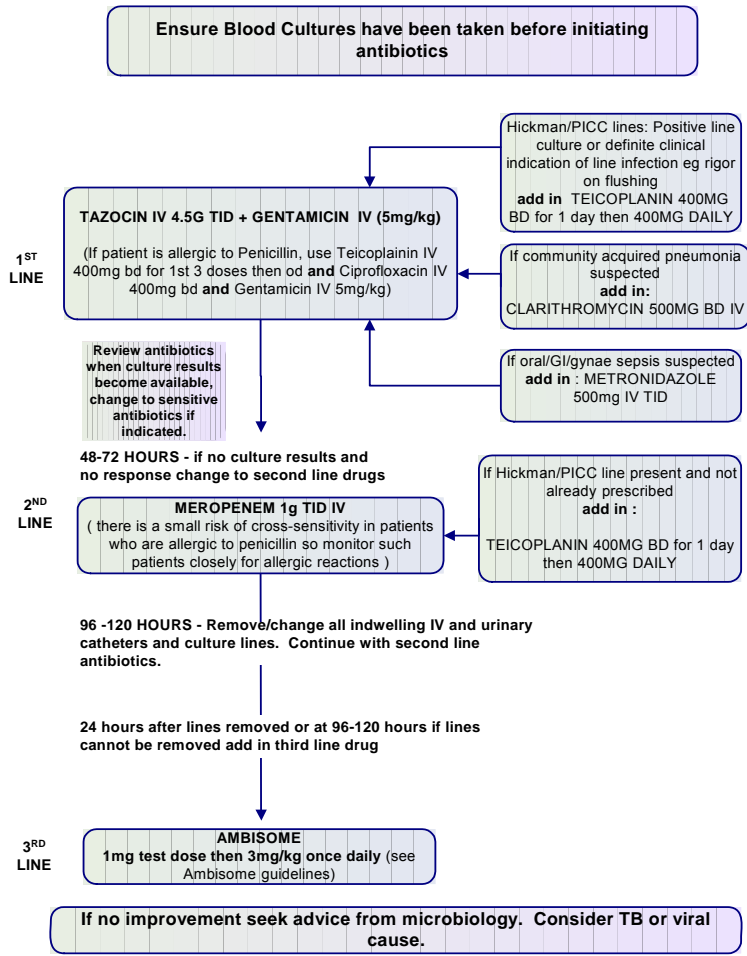 Ensure Blood Cultures have been taken before initiating
antibiotics
Hickman/PICC lines: Positive line
culture or definite clinical
indication of line infection eg rigor
on flushing
add in TEICOPLANIN 400MG
BD for 1 day then 400MG DAILY
1ST
LINE
TAZOCIN IV 4.5G TID + GENTAMICIN IV (5mg/kg)
(If patient is allergic to Penicillin, use Teicoplainin IV
400mg bd for 1st 3 doses then od and Ciprofloxacin IV
400mg bd and Gentamicin IV 5mg/kg)
If community acquired pneumonia
suspected
add in:
CLARITHROMYCIN 500MG BD IV
If oral/GI/gynae sepsis suspected
add in : METRONIDAZOLE
500mg IV TID
Review antibiotics
when culture results
become available,
change to sensitive
antibiotics if
indicated.
48-72 HOURS - if no culture results and
no response change to second line drugs
2ND
LINE
MEROPENEM 1g TID IV
( there is a small risk of cross-sensitivity in patients
who are allergic to penicillin so monitor such
patients closely for allergic reactions )
If Hickman/PICC line present and not
already prescribed
add in :
TEICOPLANIN 400MG BD for 1 day
then 400MG DAILY
96 -120 HOURS - Remove/change all indwelling IV and urinary
catheters and culture lines. Continue with second line
antibiotics.
24 hours after lines removed or at 96-120 hours if lines
cannot be removed add in third line drug
3RD
LINE
AMBISOME
1mg test dose then 3mg/kg once daily (see
Ambisome guidelines)
If no improvement seek advice from microbiology. Consider TB or viral
cause.